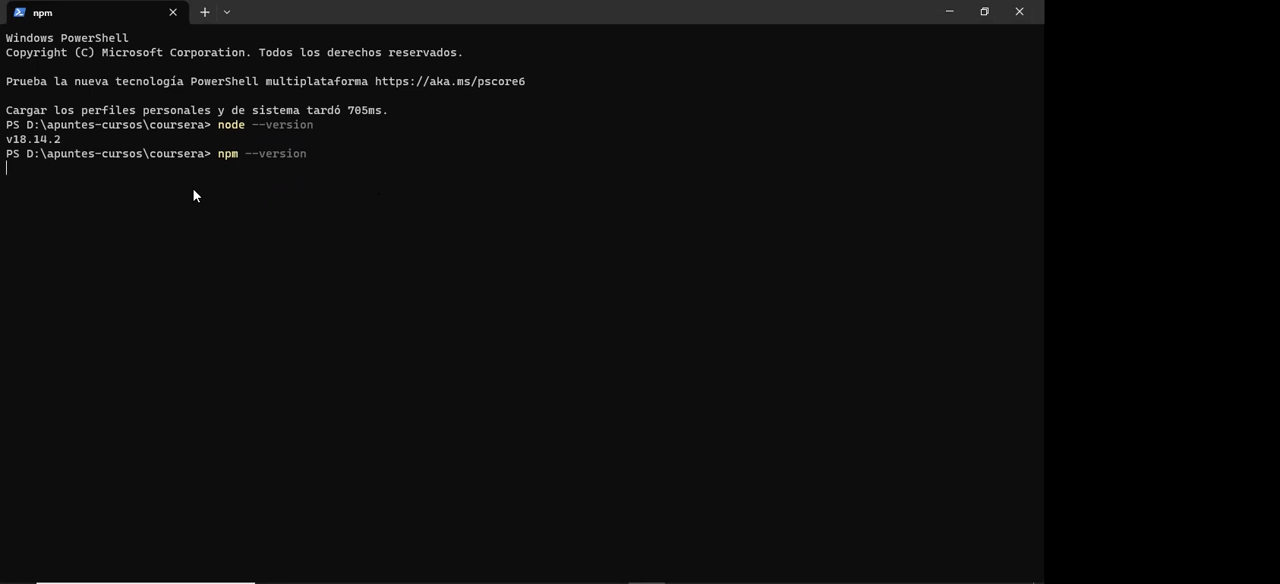 npm
Windows PowerShell
Copyright (C) Microsoft Corporation. Todos los derechos reservados.
Prueba la nueva tecnología PowerShell multiplataforma https://aka.ms/pscore6
Cargar los perfiles personales y de sistema tardó 705ms.
PS D:\apuntes-cursos\coursera> node --version
v18.14.2
PS D:\apuntes-cursos\coursera> npm --version